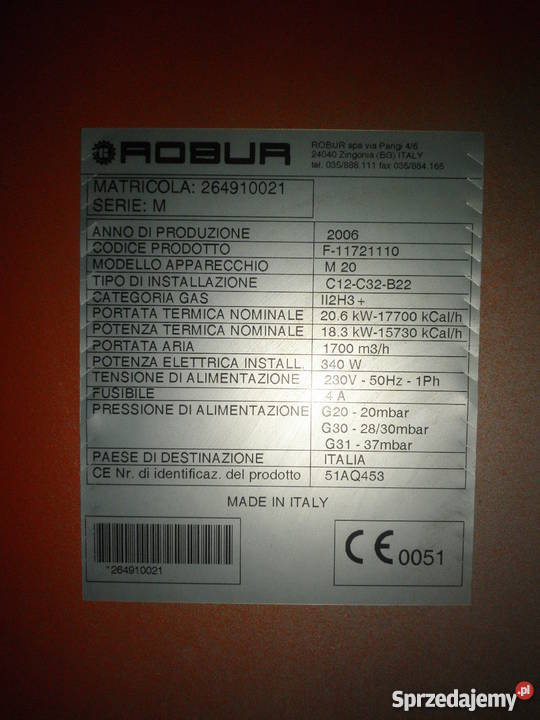 ROBUR
ROBUR spa via Parigi 4/6
24040 Zingonia (BG) ITALY
tel. 035/888.111 fax 035/884.165
MATRICOLA: 264910021
SERIE: M
ANNO DI PRODUZIONE 2006
CODICE PRODOTTO F-11721110
MODELLO APPARECCHIO M 20
TIPO DI INSTALLAZIONE C12-C32-B22
CATEGORIA GAS II2H3+
PORTATA TERMICA NOMINALE 20.6 kW-17700 kCal/h
POTENZA TERMICA NOMINALE 18.3 kW-15730 kCal/h
PORTATA ARIA 1700 m3/h
POTENZA ELETTRICA INSTALL. 340 W
TENSIONE DI ALIMENTAZIONE 230V - 50Hz - 1Ph
FUSIBILE 4 A
PRESSIONE DI ALIMENTAZIONE G20 - 20mbar
G30 - 28/30mbar
G31 - 37mbar
PAESE DI DESTINAZIONE ITALIA
CE Nr. di identificaz. del prodotto 51AQ453
MADE IN ITALY
*264910021
CE 0051
Sprzedajemy.pl